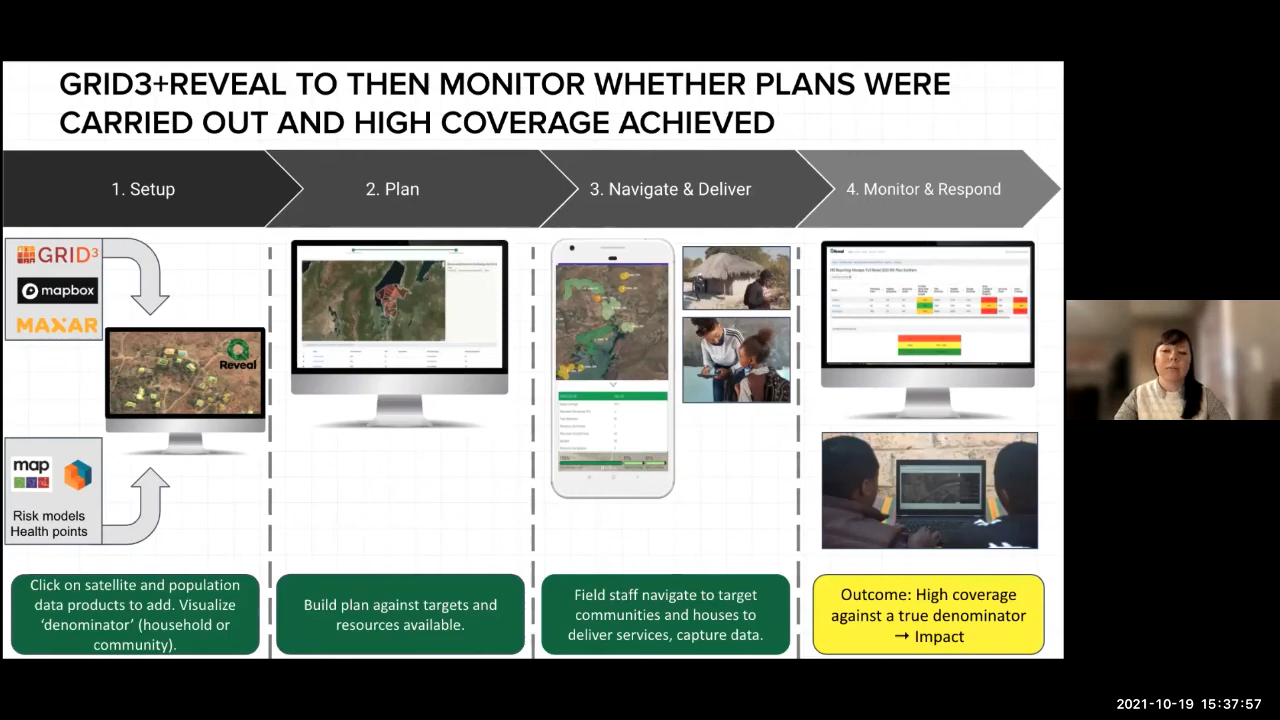 GRID3+REVEAL TO THEN MONITOR WHETHER PLANS WERE
CARRIED OUT AND HIGH COVERAGE ACHIEVED
1. Setup
2. Plan
3. Navigate & Deliver
4. Monitor & Respond
GRID3
mapbox
MAXAR
Reveal
map
Risk models
Health points
Click on satellite and population
data products to add. Visualize
‘denominator’ (household or
community).
Build plan against targets and
resources available.
Field staff navigate to target
communities and houses to
deliver services, capture data.
Outcome: High coverage
against a true denominator
→ Impact
2021-10-19 15:37:57